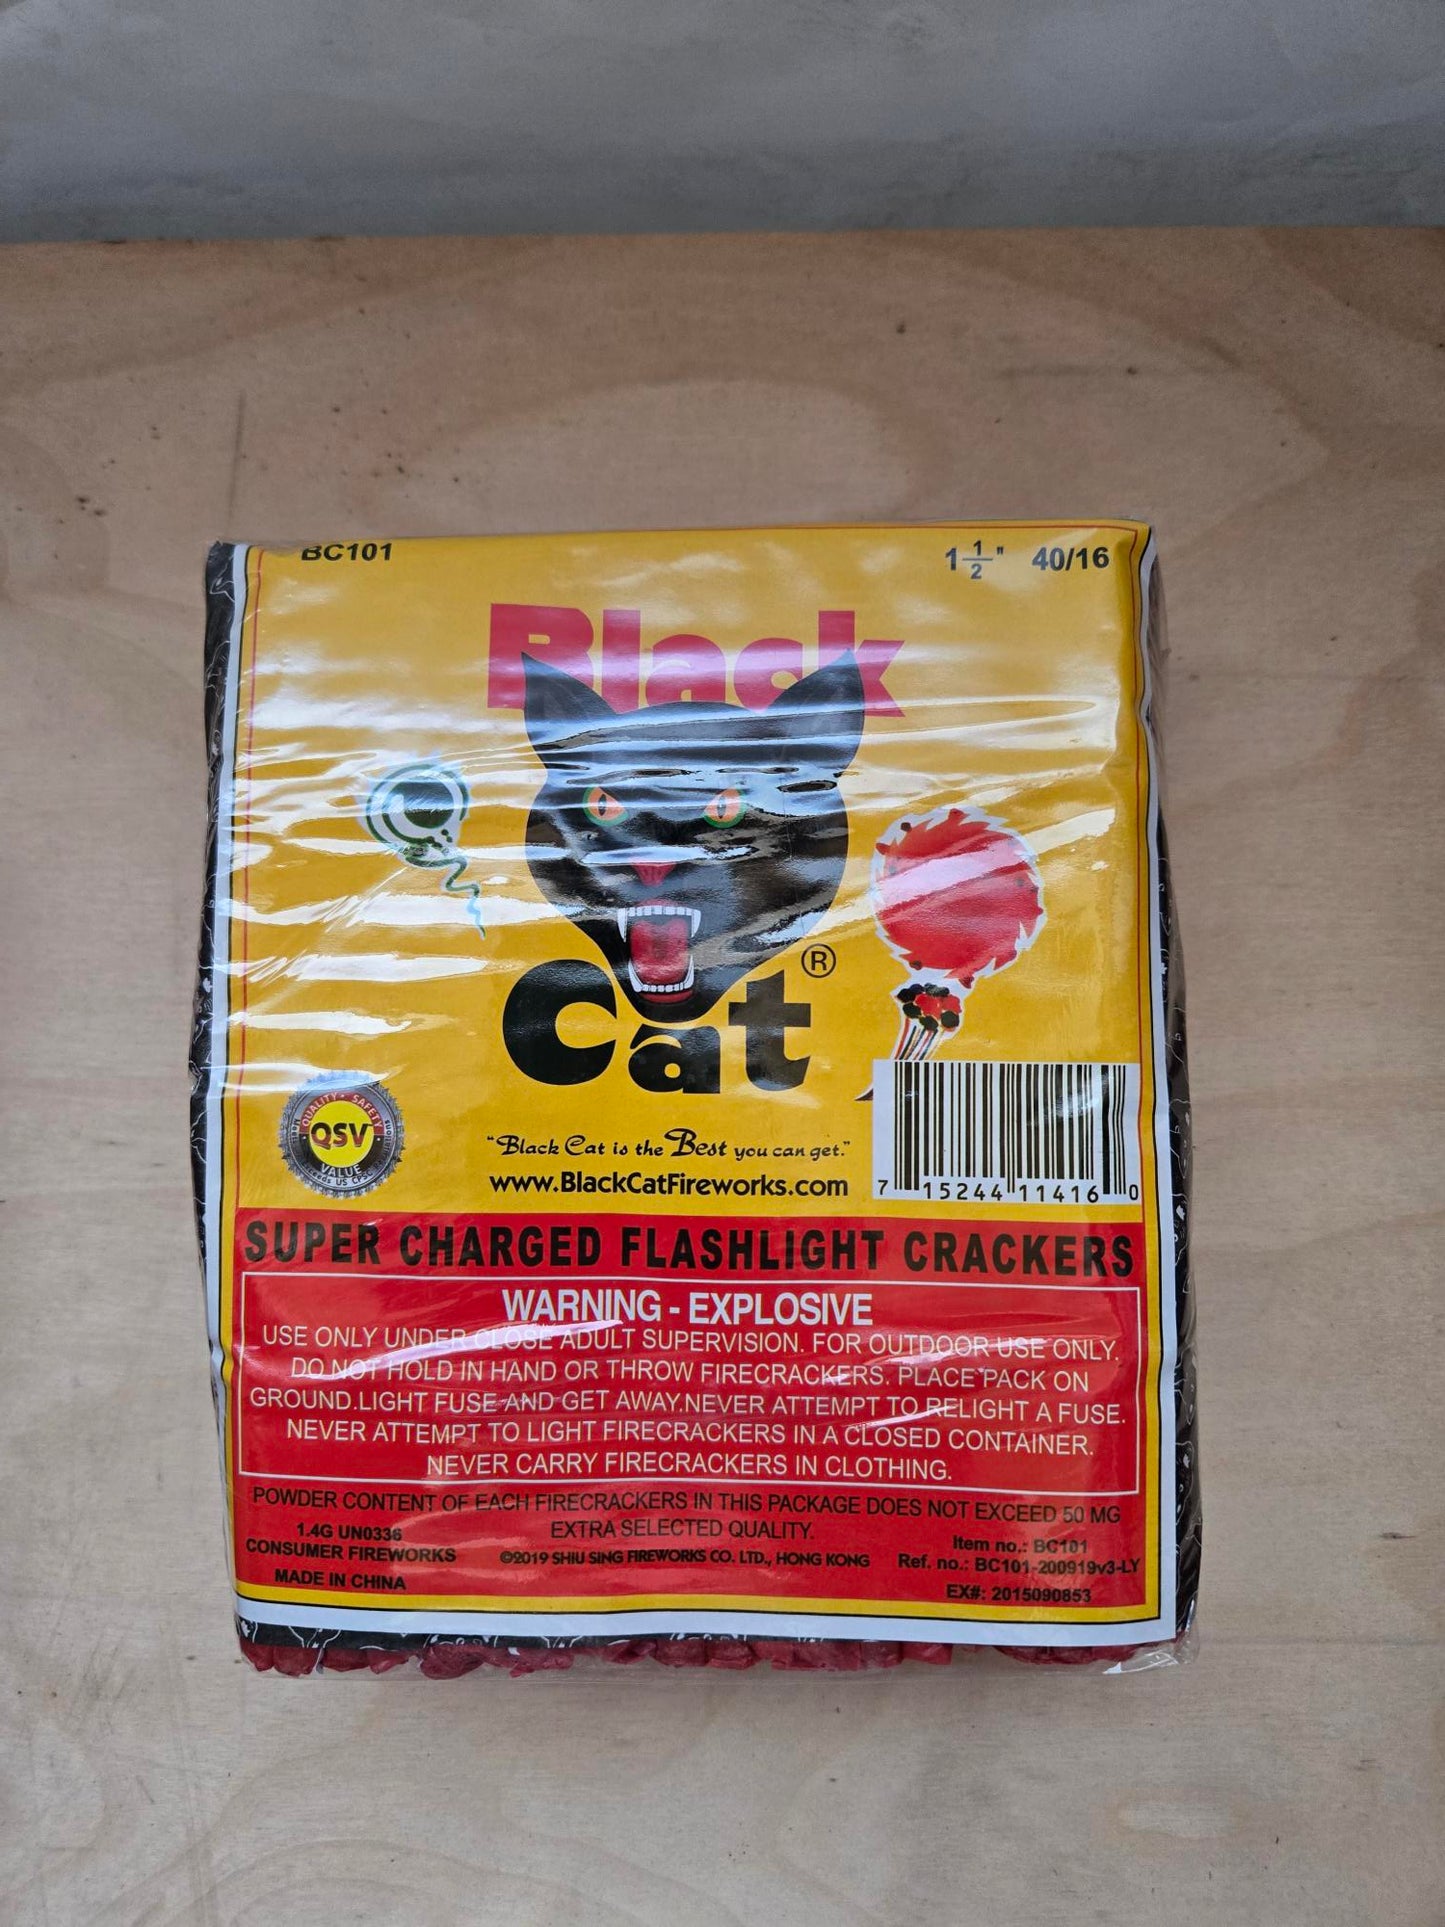 BC101
1 1/2" 40/16
Black
Cat®
QUALITY • SAFETY
QSV
VALUE
"Black Cat is the Best you can get."
www.BlackCatFireworks.com
7 15244 11416 0
SUPER CHARGED FLASHLIGHT CRACKERS
WARNING - EXPLOSIVE
USE ONLY UNDER CLOSE ADULT SUPERVISION. FOR OUTDOOR USE ONLY.
DO NOT HOLD IN HAND OR THROW FIRECRACKERS. PLACE PACK ON
GROUND.LIGHT FUSE AND GET AWAY.NEVER ATTEMPT TO RELIGHT A FUSE.
NEVER ATTEMPT TO LIGHT FIRECRACKERS IN A CLOSED CONTAINER.
NEVER CARRY FIRECRACKERS IN CLOTHING.
POWDER CONTENT OF EACH FIRECRACKERS IN THIS PACKAGE DOES NOT EXCEED 50 MG
EXTRA SELECTED QUALITY.
1.4G UN0336
CONSUMER FIREWORKS
MADE IN CHINA
©2019 SHIU SING FIREWORKS CO. LTD., HONG KONG
Item no.: BC101
Ref. no.: BC101-200919v3-LY
EX#: 2015090853